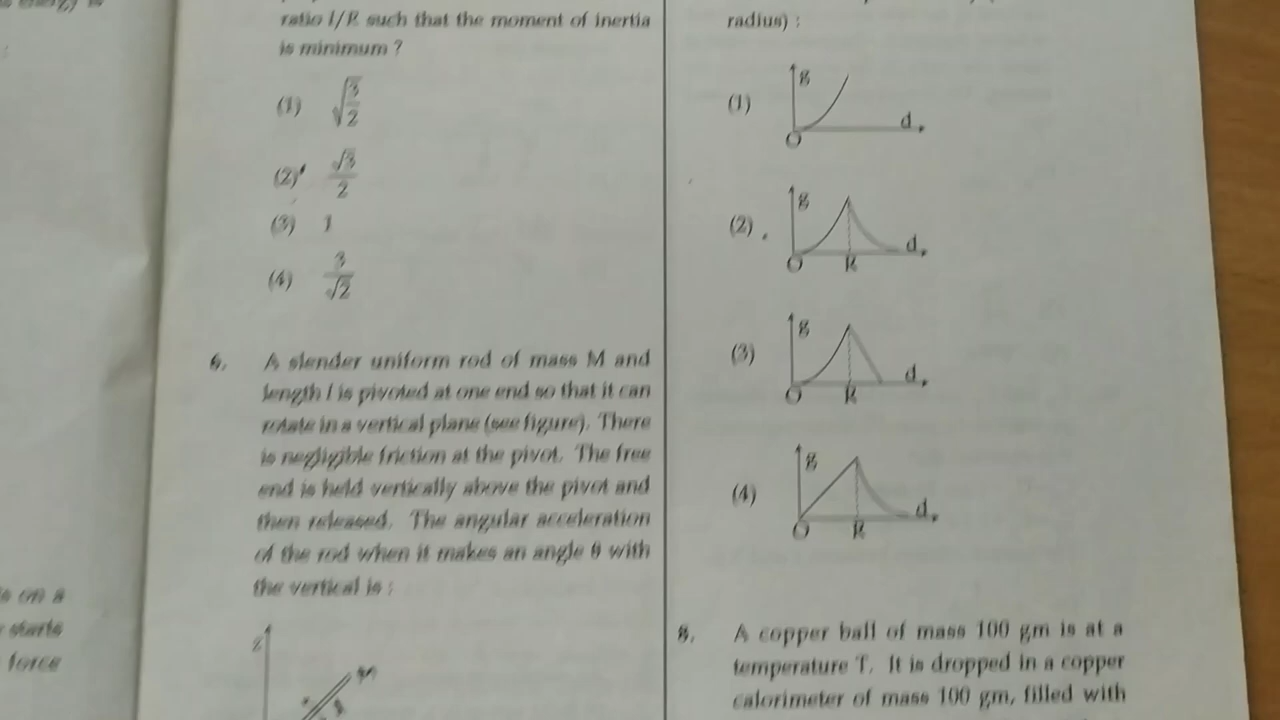 ratio l/R such that the moment of inertia
is minimum ?
(1) √(3/2)
(2) √3/2
(3) 1
(4) 3/√2
6. A slender uniform rod of mass M and
length l is pivoted at one end so that it can
rotate in a vertical plane (see figure). There
is negligible friction at the pivot. The free
end is held vertically above the pivot and
then released. The angular acceleration
of the rod when it makes an angle θ with
the vertical is :
z
s on a
starts
force
radius) :
(1) g d O
(2) g d O R
(3) g d O R
(4) g d O R
8. A copper ball of mass 100 gm is at a
temperature T. It is dropped in a copper
calorimeter of mass 100 gm, filled with